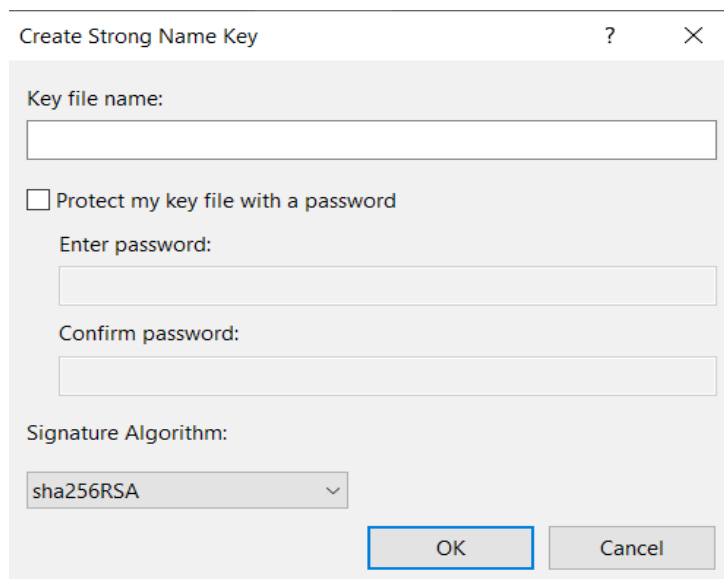 Create Strong Name Key ?
Key file name:
Protect my key file with a password
Enter password:
Confirm password:
Signature Algorithm:
sha256RSA
OK Cancel